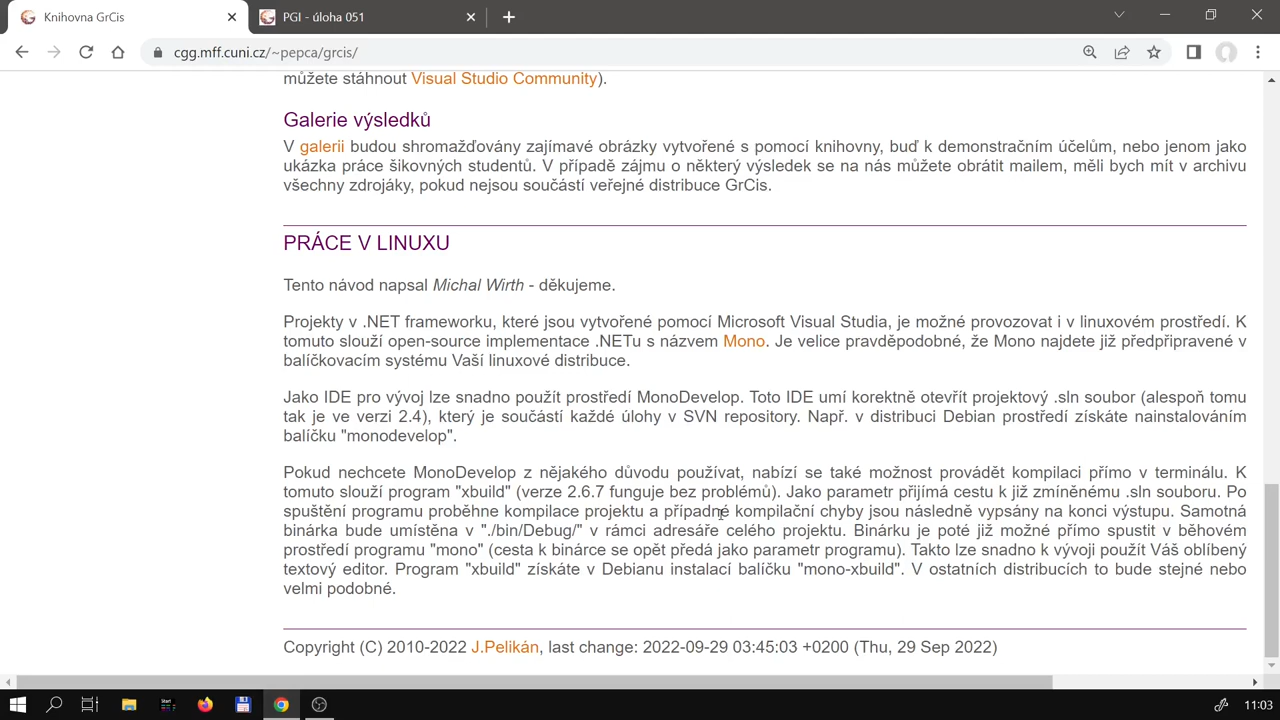 Knihovna GrCis
PGI - úloha 051
cgg.mff.cuni.cz/~pepca/grcis/
můžete stáhnout Visual Studio Community).
Galerie výsledků
V galerii budou shromažďovány zajímavé obrázky vytvořené s pomocí knihovny, buď k demonstračním účelům, nebo jenom jako
ukázka práce šikovných studentů. V případě zájmu o některý výsledek se na nás můžete obrátit mailem, měli bych mít v archivu
všechny zdrojáky, pokud nejsou součástí veřejné distribuce GrCis.
PRÁCE V LINUXU
Tento návod napsal Michal Wirth - děkujeme.
Projekty v .NET frameworku, které jsou vytvořené pomocí Microsoft Visual Studia, je možné provozovat i v linuxovém prostředí. K
tomuto slouží open-source implementace .NETu s názvem Mono. Je velice pravděpodobné, že Mono najdete již předpřipravené v
balíčkovacím systému Vaší linuxové distribuce.
Jako IDE pro vývoj lze snadno použít prostředí MonoDevelop. Toto IDE umí korektně otevřít projektový .sln soubor (alespoň tomu
tak je ve verzi 2.4), který je součástí každé úlohy v SVN repository. Např. v distribuci Debian prostředí získáte nainstalováním
balíčku "monodevelop".
Pokud nechcete MonoDevelop z nějakého důvodu používat, nabízí se také možnost provádět kompilaci přímo v terminálu. K
tomuto slouží program "xbuild" (verze 2.6.7 funguje bez problémů). Jako parametr přijímá cestu k již zmíněnému .sln souboru. Po
spuštění programu proběhne kompilace projektu a případné kompilační chyby jsou následně vypsány na konci výstupu. Samotná
binárka bude umístěna v "./bin/Debug/" v rámci adresáře celého projektu. Binárku je poté již možné přímo spustit v běhovém
prostředí programu "mono" (cesta k binárce se opět předá jako parametr programu). Takto lze snadno k vývoji použít Váš oblíbený
textový editor. Program "xbuild" získáte v Debianu instalací balíčku "mono-xbuild". V ostatních distribucích to bude stejné nebo
velmi podobné.
Copyright (C) 2010-2022 J.Pelikán, last change: 2022-09-29 03:45:03 +0200 (Thu, 29 Sep 2022)
11:03